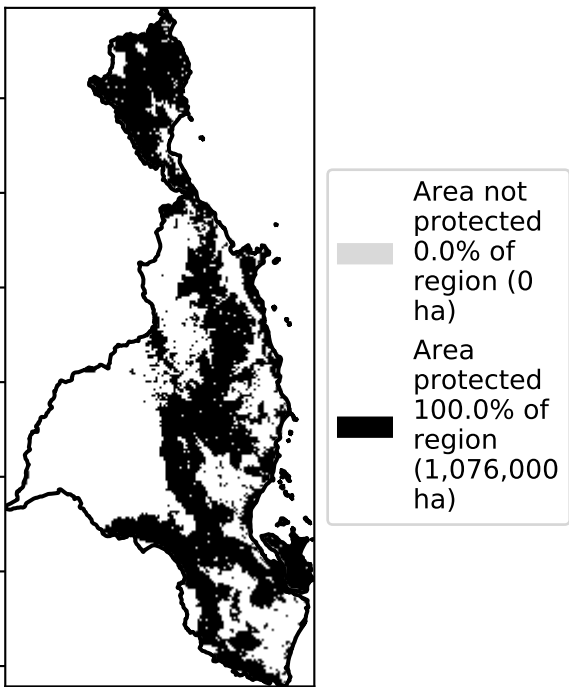 Area not
protected
0.0% of
region (0
ha)
Area
protected
100.0% of
region
(1,076,000
ha)